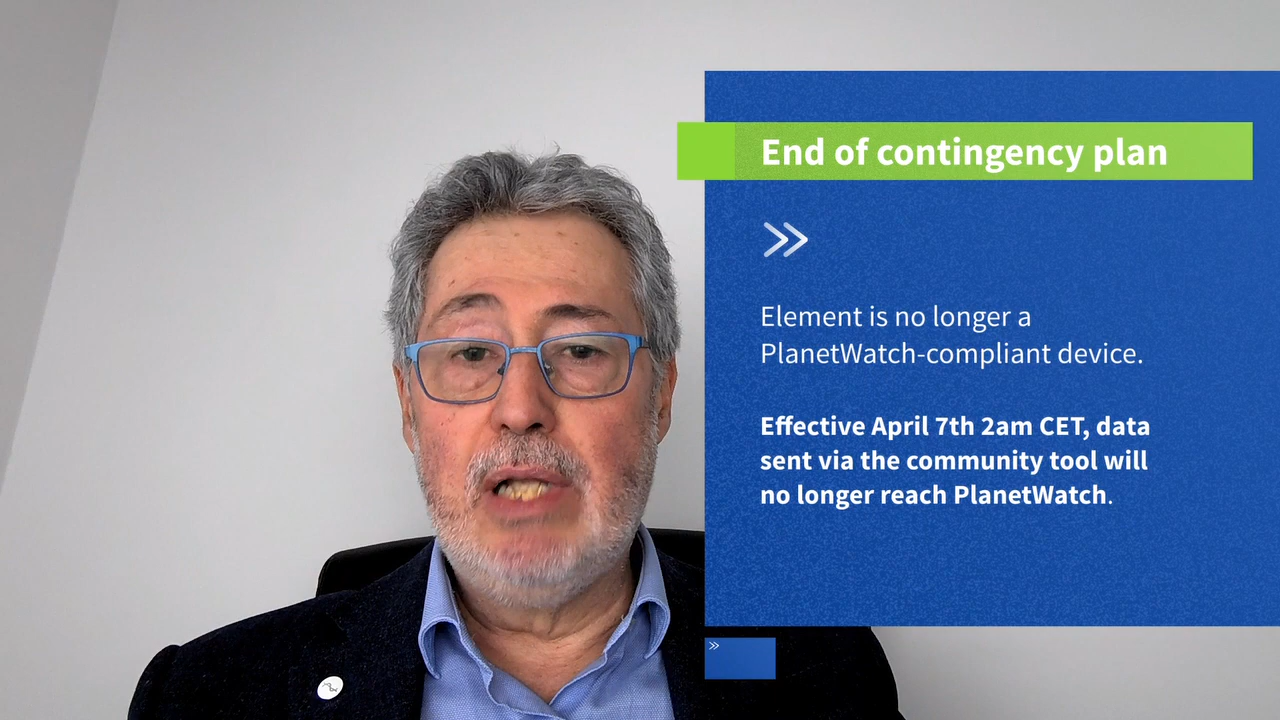 End of contingency plan
Element is no longer a
PlanetWatch-compliant device.
Effective April 7th 2am CET, data
sent via the community tool will
no longer reach PlanetWatch.